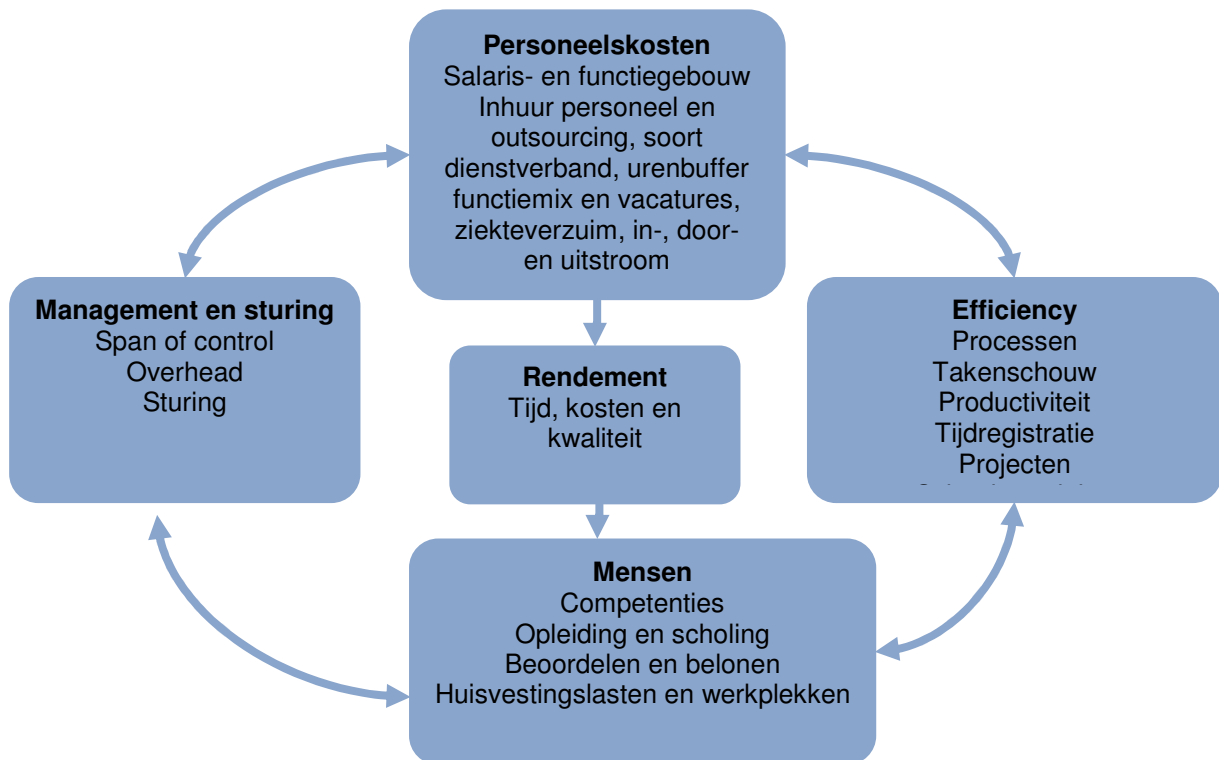 Personeelskosten
Salaris- en functiegebouw
Inhuur personeel en
outsourcing, soort
dienstverband, urenbuffer
functiemix en vacatures,
ziekteverzuim, in-, door-
en uitstroom
Management en sturing
Span of control
Overhead
Sturing
Rendement
Tijd, kosten en
kwaliteit
Efficiency
Processen
Takenschouw
Productiviteit
Tijdregistratie
Projecten
Mensen
Competenties
Opleiding en scholing
Beoordelen en belonen
Huisvestingslasten en werkplekken